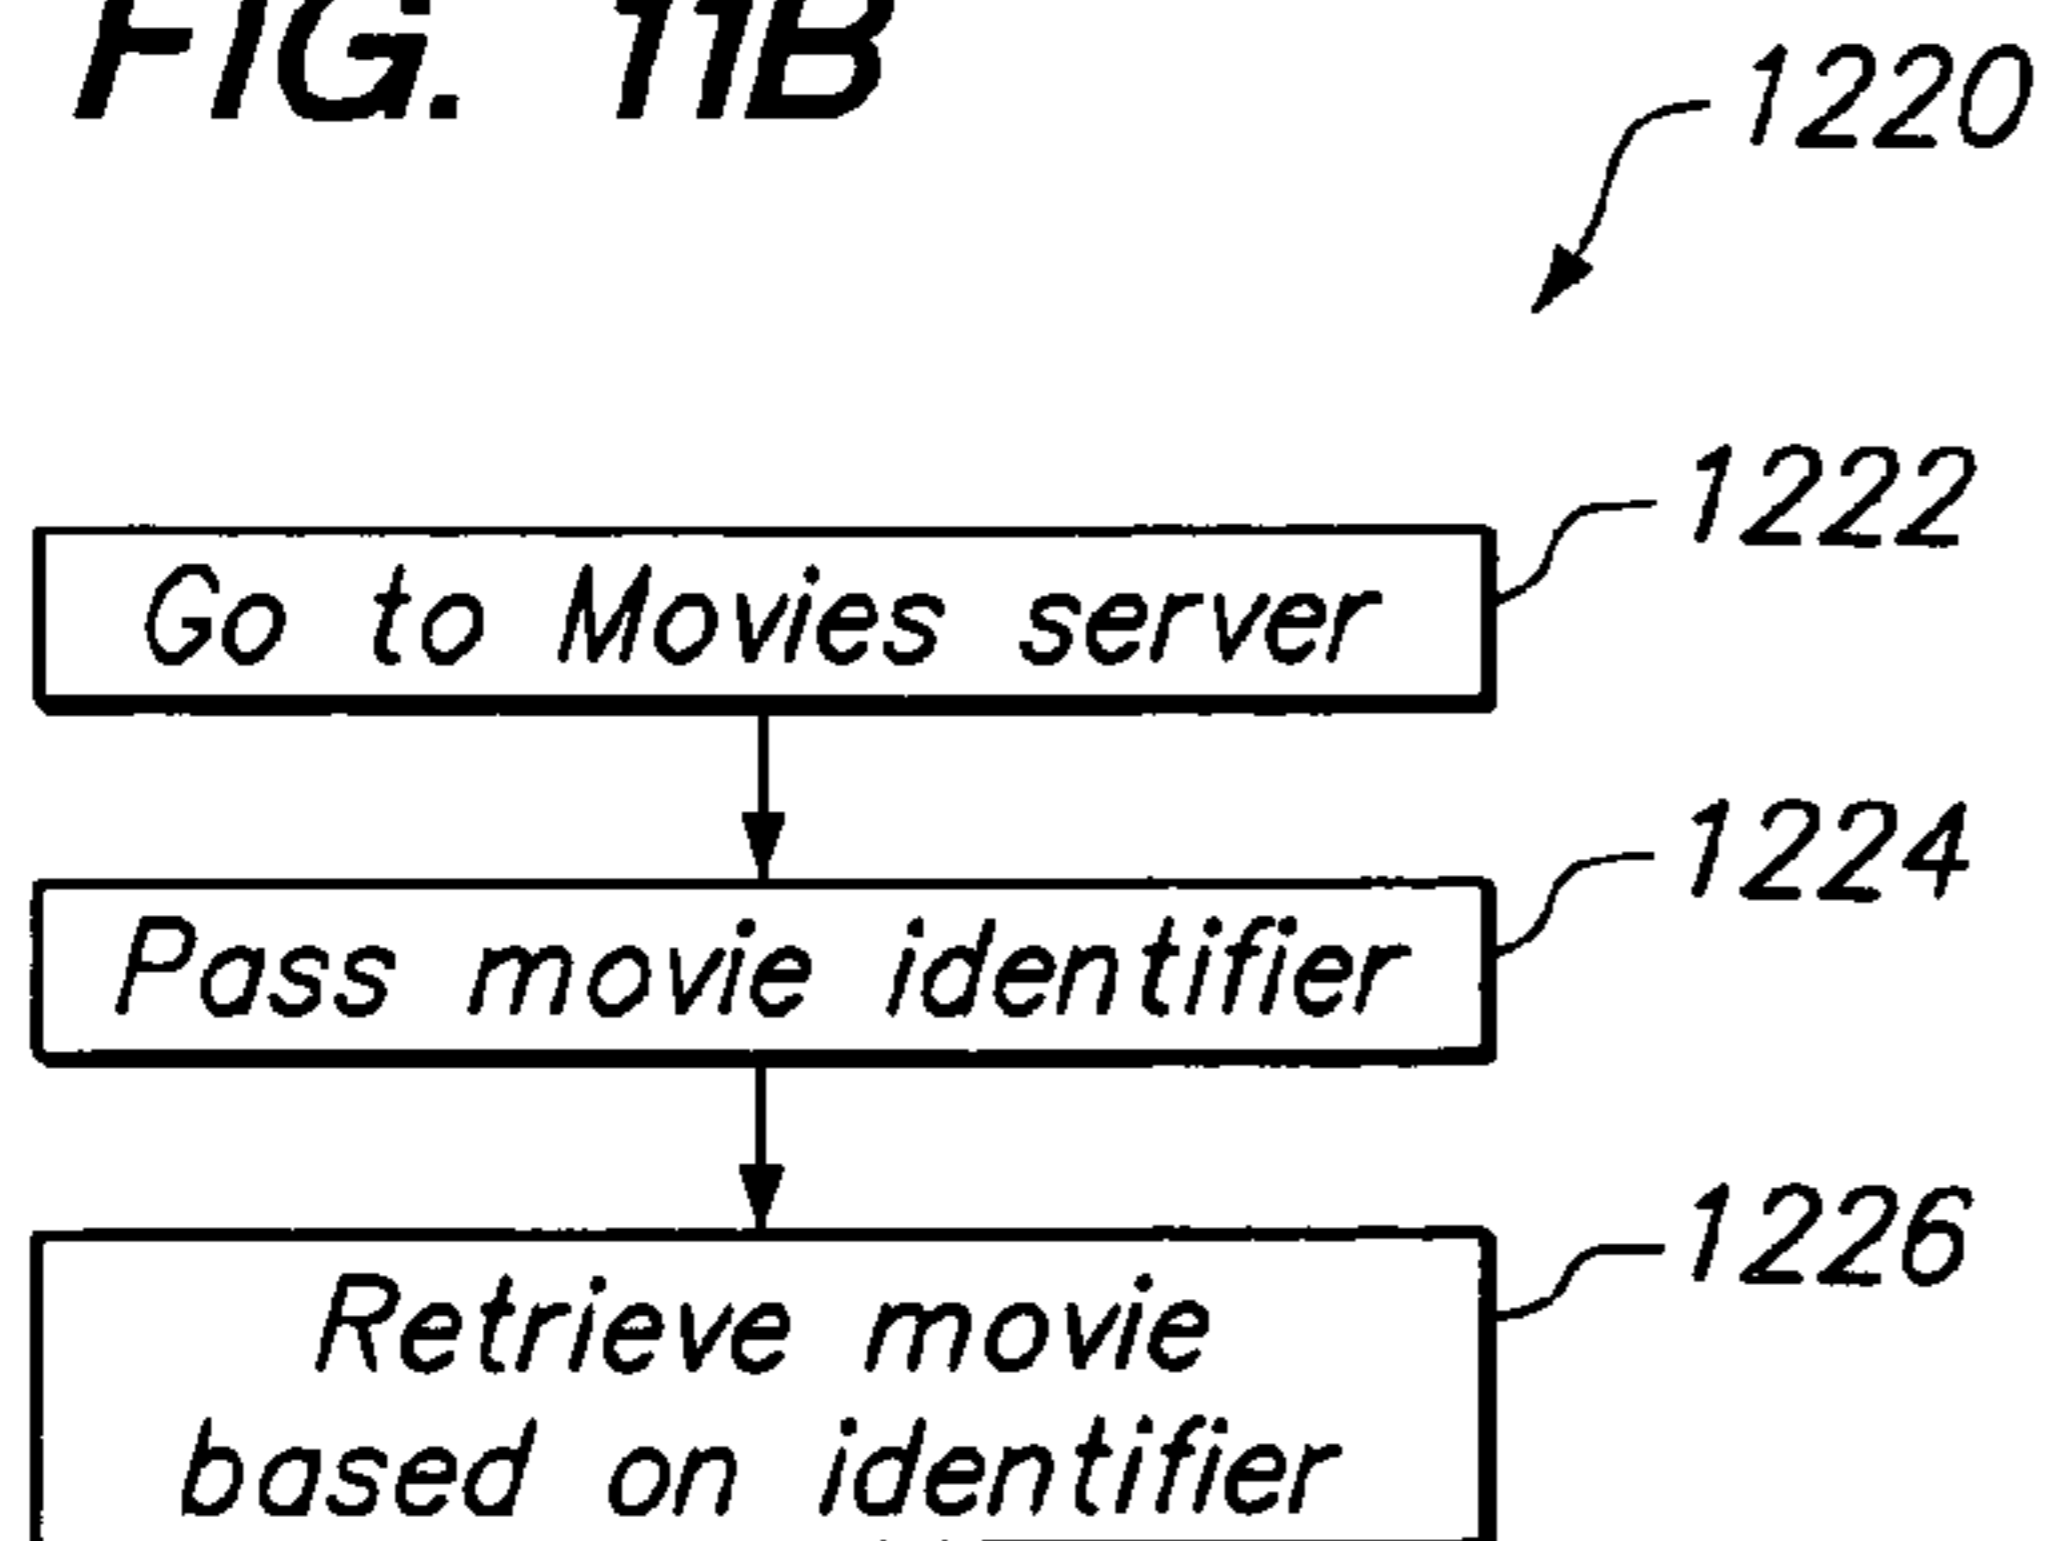 FIG. 11B
1220
1222
Go to Movies server
1224
Pass movie identifier
1226
Retrieve movie
based on identifier